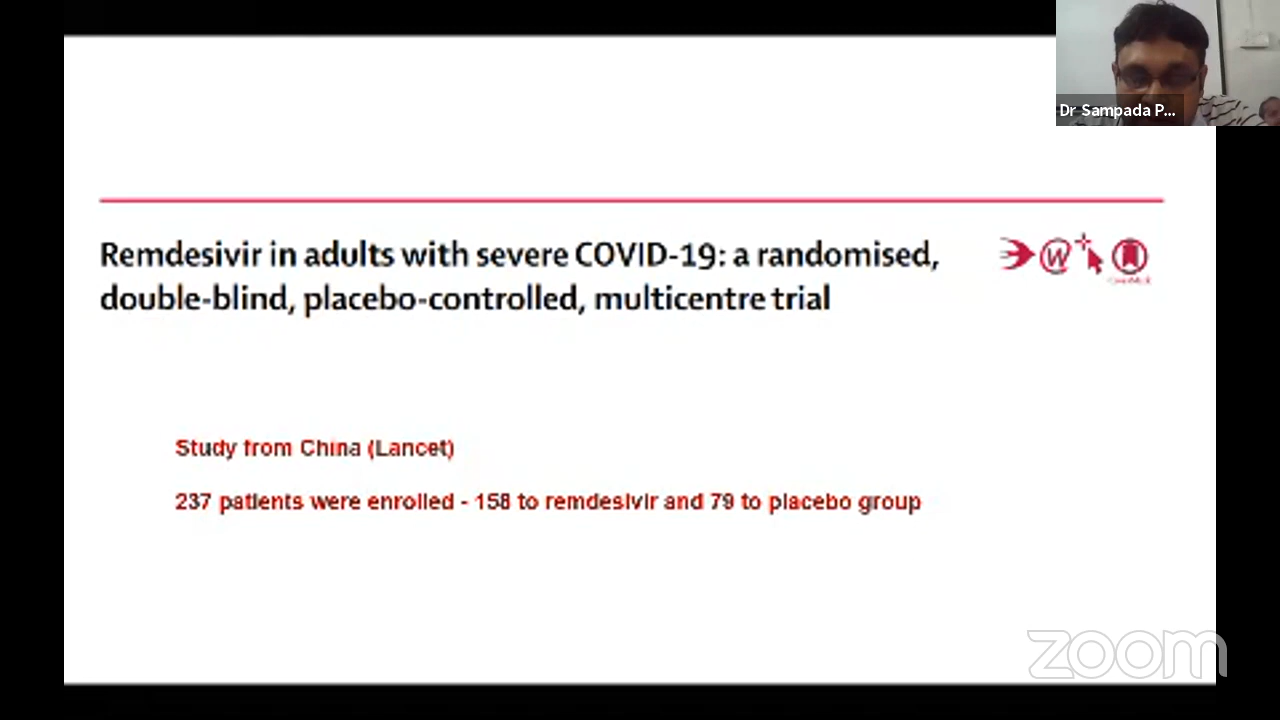 Dr Sampada P...
Remdesivir in adults with severe COVID-19: a randomised,
double-blind, placebo-controlled, multicentre trial
Study from China (Lancet)
237 patients were enrolled - 158 to remdesivir and 79 to placebo group
zoom